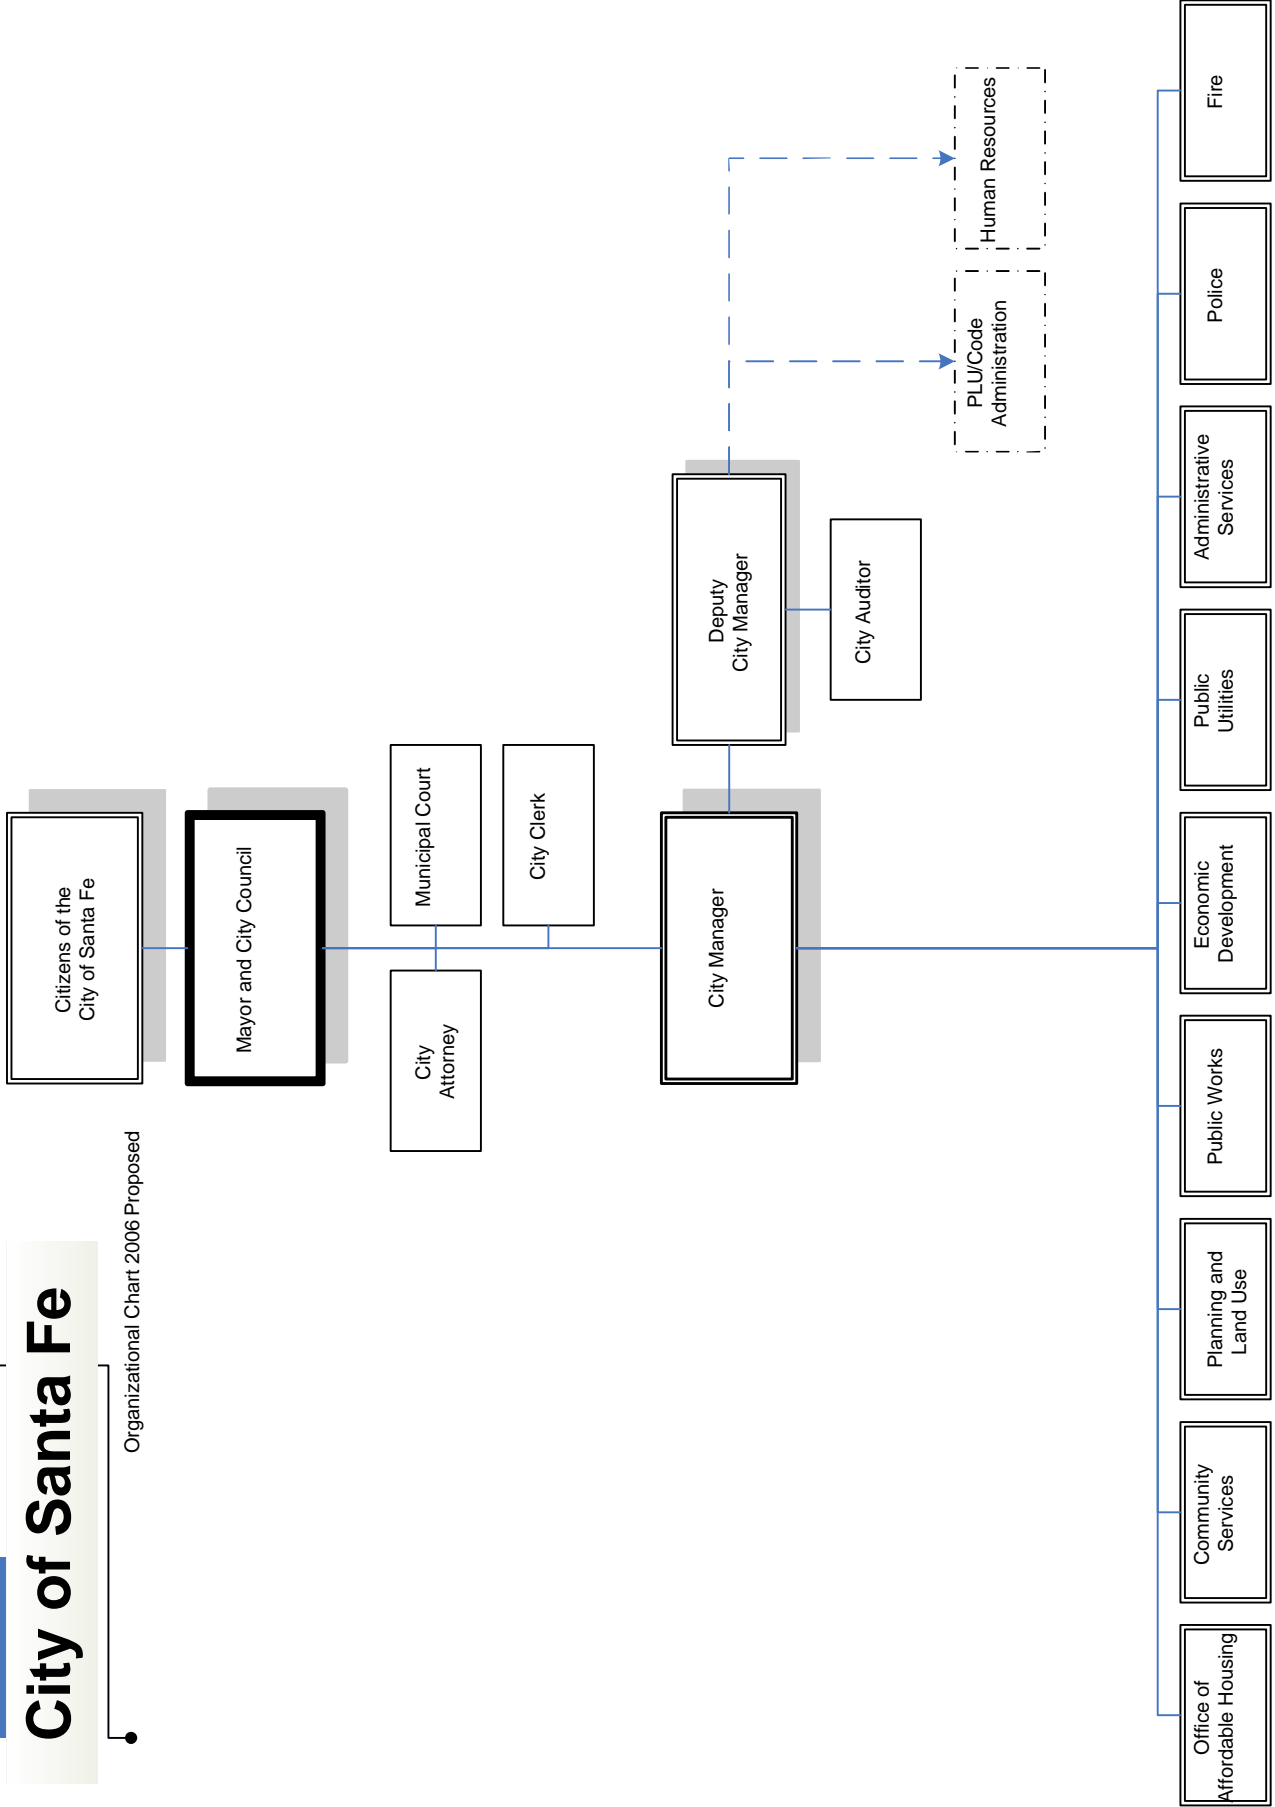 City of Santa Fe
Organizational Chart 2006 Proposed
Citizens of the
City of Santa Fe
Mayor and City Council
City
Attorney
Municipal Court
City Clerk
City Manager
Deputy
City Manager
City Auditor
PLU/Code
Administration
Human Resources
Office of
Affordable Housing
Community
Services
Planning and
Land Use
Public Works
Economic
Development
Public
Utilities
Administrative
Services
Police
Fire